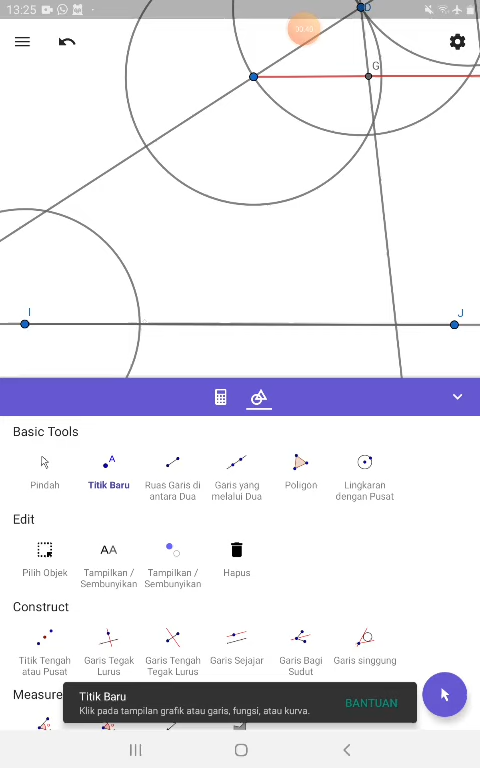 13:25
00:40
D
G
I
J
Basic Tools
A
Pindah
Titik Baru
Ruas Garis di antara Dua
Garis yang melalui Dua
Poligon
Lingkaran dengan Pusat
Edit
AA
Pilih Objek
Tampilkan / Sembunyikan
Tampilkan / Sembunyikan
Hapus
Construct
Titik Tengah atau Pusat
Garis Tegak Lurus
Garis Tengah Tegak Lurus
Garis Sejajar
Garis Bagi Sudut
Garis singgung
Measure
Titik Baru
Klik pada tampilan grafik atau garis, fungsi, atau kurva.
BANTUAN